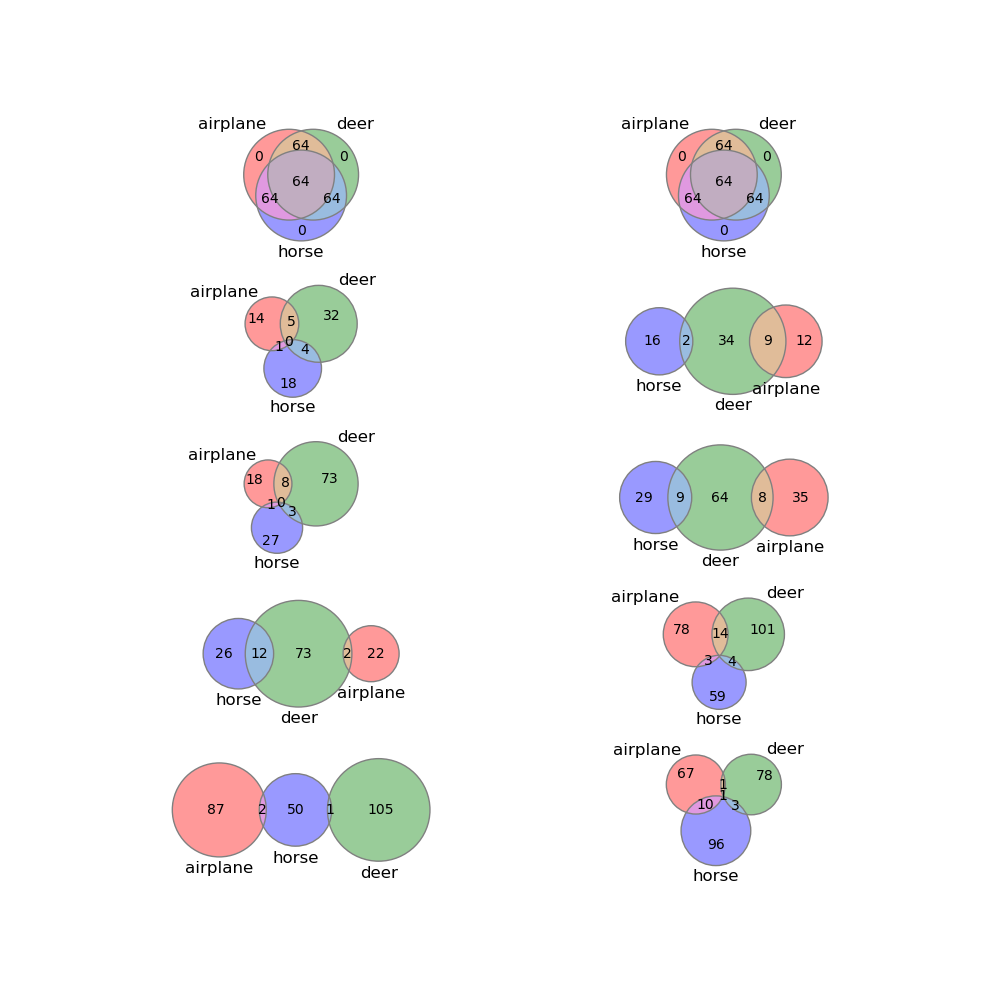 airplane deer
0 64 0
64
64 64
0
horse
airplane deer
0 64 0
64
64 64
0
horse
airplane deer
14 5 32
1 0 4
18
horse
16 2 34 9 12
horse airplane
deer
airplane deer
18 8 73
1 0 3
27
horse
29 9 64 8 35
horse airplane
deer
26 12 73 2 22
horse airplane
deer
airplane deer
78 14 101
3 4
59
horse
87 2 50 1 105
horse
airplane deer
airplane deer
67 1 78
1
10 3
96
horse